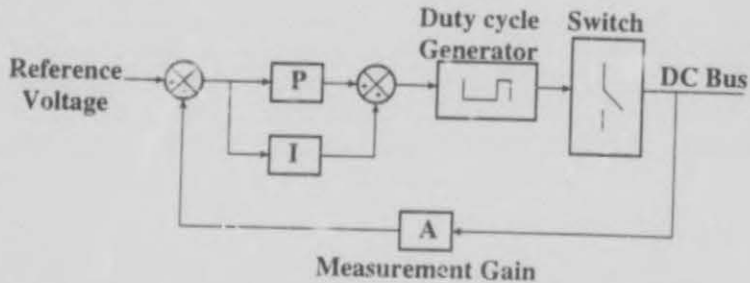 Duty cycle
Generator
Switch
Reference
Voltage
P
DC Bus
I
A
Measurement Gain